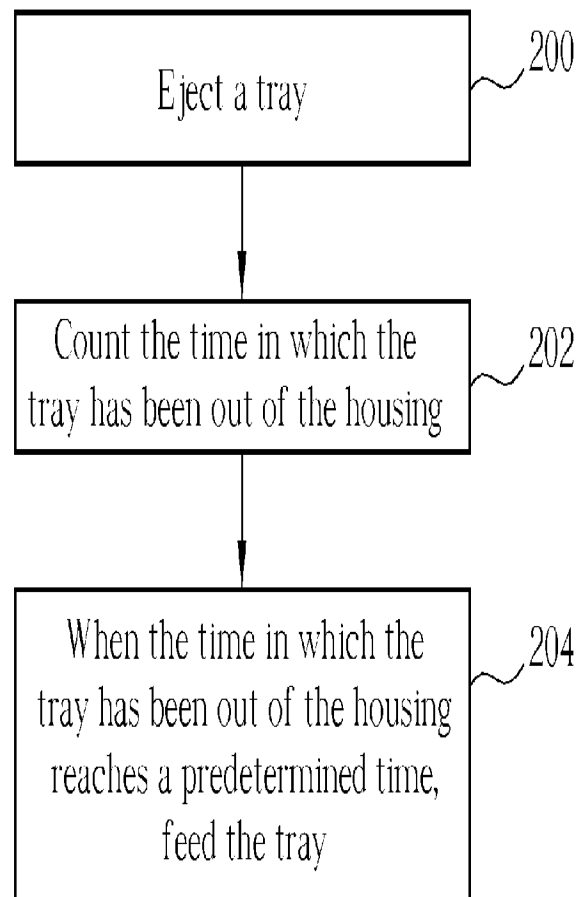 Eject a tray
200
Count the time in which the
tray has been out of the housing
202
When the time in which the
tray has been out of the housing
reaches a predetermined time,
feed the tray
204